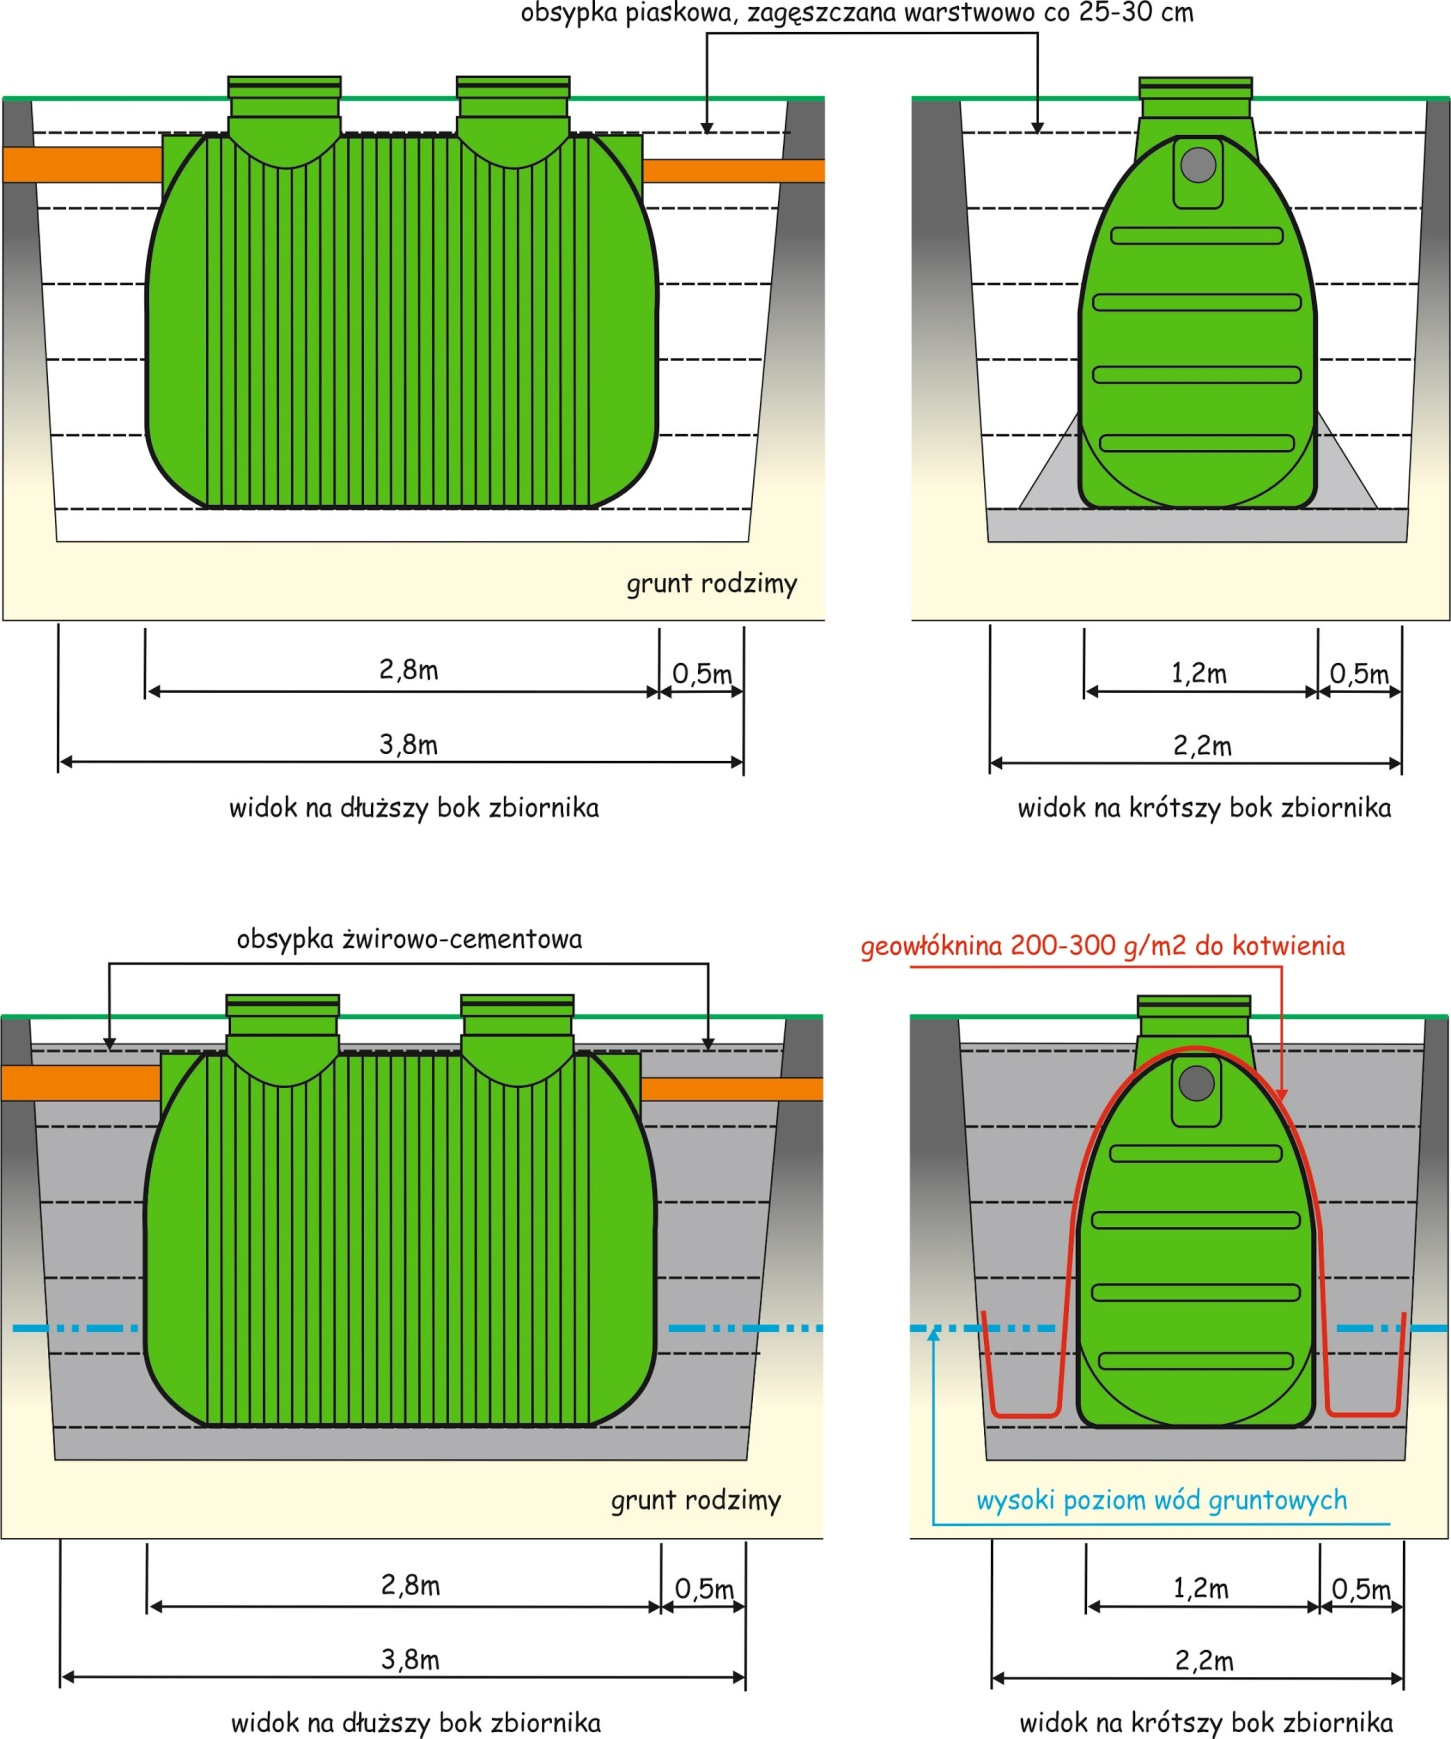 obsypka piaskowa, zagęszczana warstwowo co 25-30 cm
grunt rodzimy
2,8m
0,5m
3,8m
widok na dłuższy bok zbiornika
1,2m
0,5m
2,2m
widok na krótszy bok zbiornika
obsypka żwirowo-cementowa
geowłóknina 200-300 g/m2 do kotwienia
grunt rodzimy
wysoki poziom wód gruntowych
2,8m
0,5m
3,8m
widok na dłuższy bok zbiornika
1,2m
0,5m
2,2m
widok na krótszy bok zbiornika